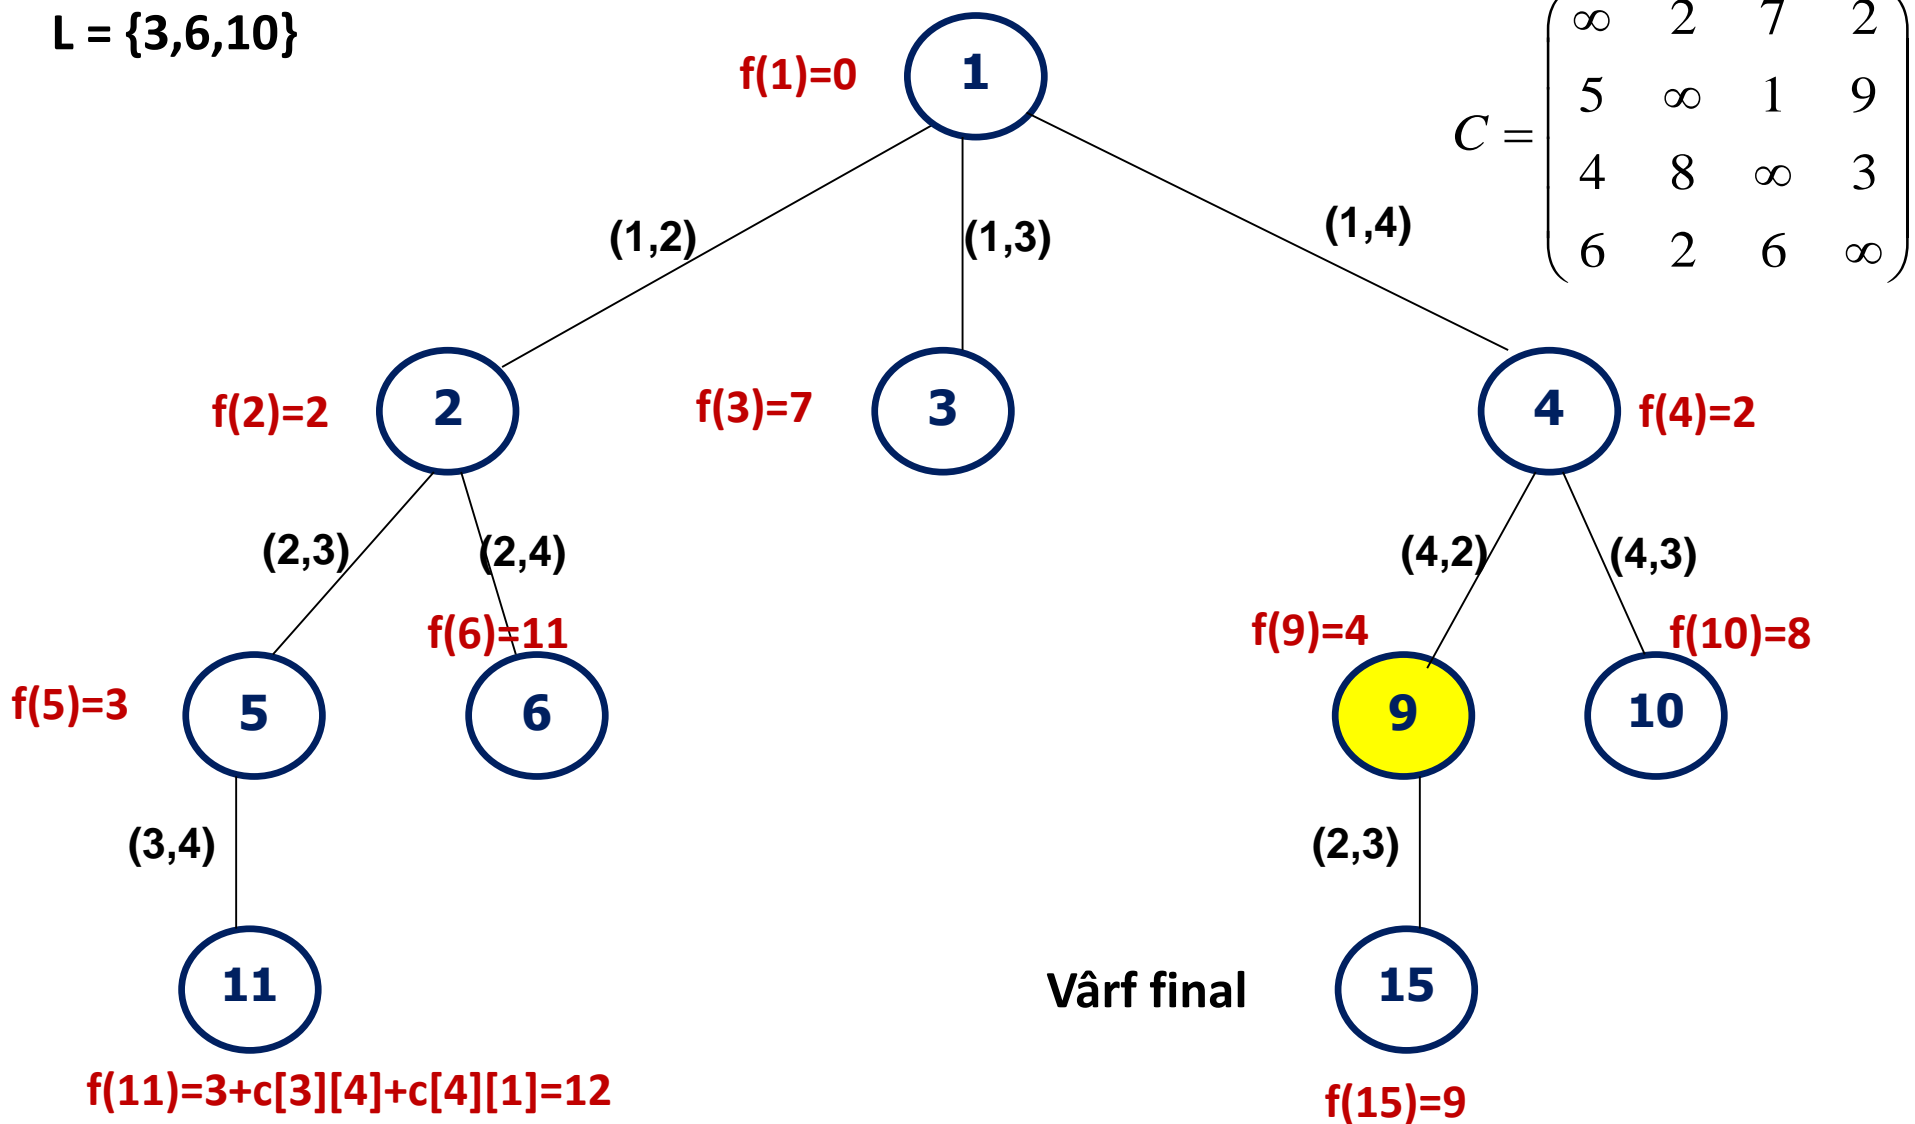 L = {3,6,10}
f(1)=0
1
C =
∞ 2 7 2
5 ∞ 1 9
4 8 ∞ 3
6 2 6 ∞
(1,2)
(1,3)
(1,4)
f(2)=2
2
f(3)=7
3
4
f(4)=2
(2,3)
(2,4)
(4,2)
(4,3)
f(6)=11
f(9)=4
f(10)=8
f(5)=3
5
6
9
10
(3,4)
(2,3)
11
Vârf final
15
f(11)=3+c[3][4]+c[4][1]=12
f(15)=9